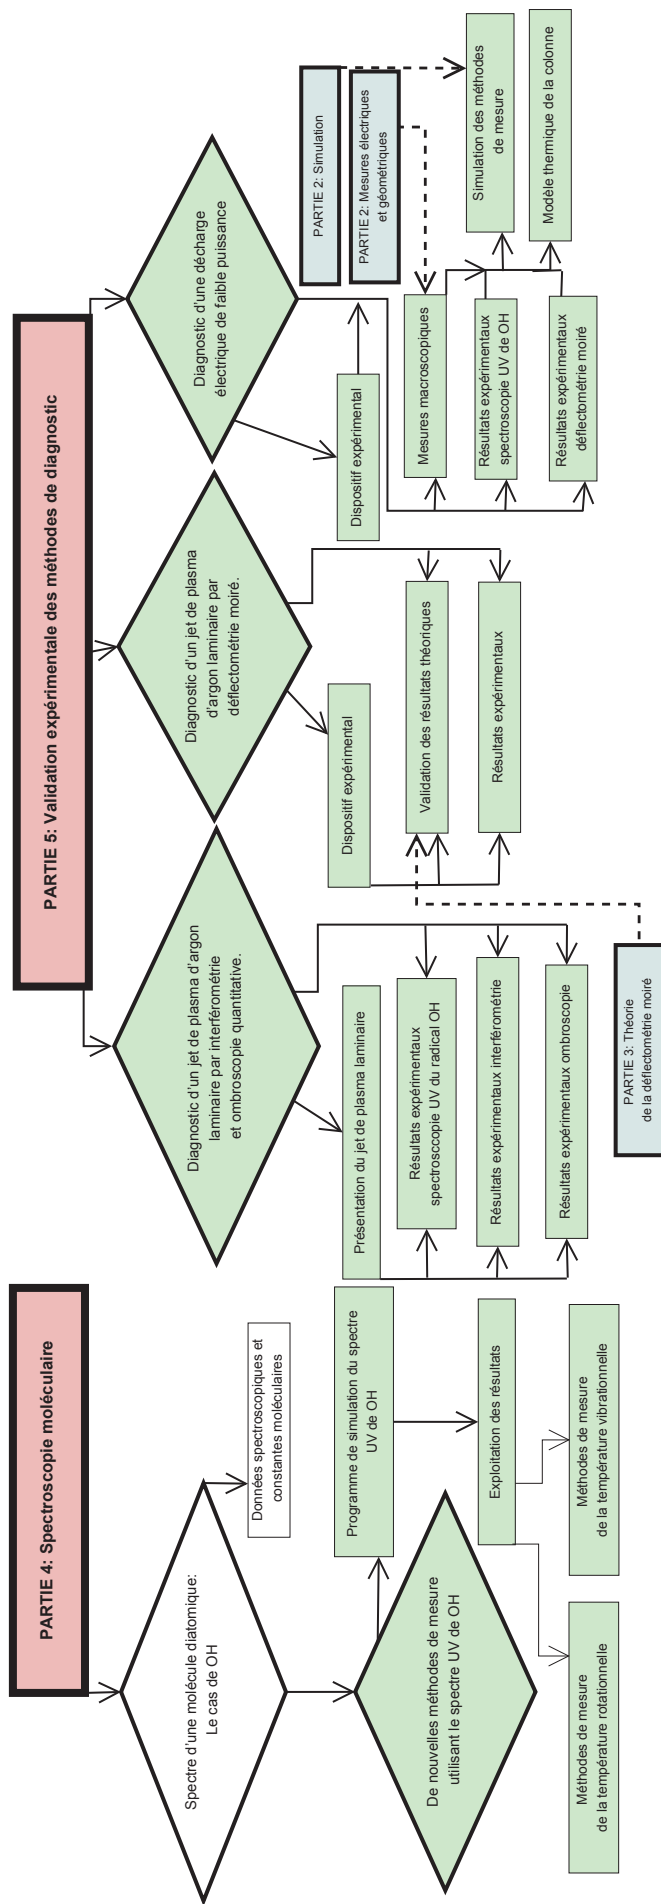 PARTIE 4: Spectroscopie moléculaire
Spectre d'une molécule diatomique:
Le cas de OH
Données spectroscopiques et
constantes moléculaires
De nouvelles méthodes de mesure
utilisant le spectre UV de OH
Programme de simulation du spectre
UV de OH
Exploitation des résultats
Méthodes de mesure
de la température rotationnelle
Méthodes de mesure
de la température vibrationnelle
PARTIE 5: Validation expérimentale des méthodes de diagnostic
Diagnostic d'un jet de plasma d'argon
laminaire par interférométrie
et ombroscopie quantitative.
Présentation du jet de plasma laminaire
Résultats expérimentaux
spectrosccopie UV du radical OH
Résultats expérimentaux interférométrie
Résultats expérimentaux ombroscopie
Diagnostic d'un jet de plasma
d'argon laminaire par
déflectométrie moiré.
Dispositif expérimental
Validation des résultats théoriques
Résultats expérimentaux
PARTIE 3: Théorie
de la déflectométrie moiré
Diagnostic d'une décharge
électrique de faible puissance
Dispositif expérimental
PARTIE 2: Simulation
PARTIE 2: Mesures électriques
et géométriques
Mesures macroscopiques
Résultats expérimentaux
spectroscopie UV de OH
Résultats expérimentaux
déflectométrie moiré
Simulation des méthodes
de mesure
Modèle thermique de la colonne